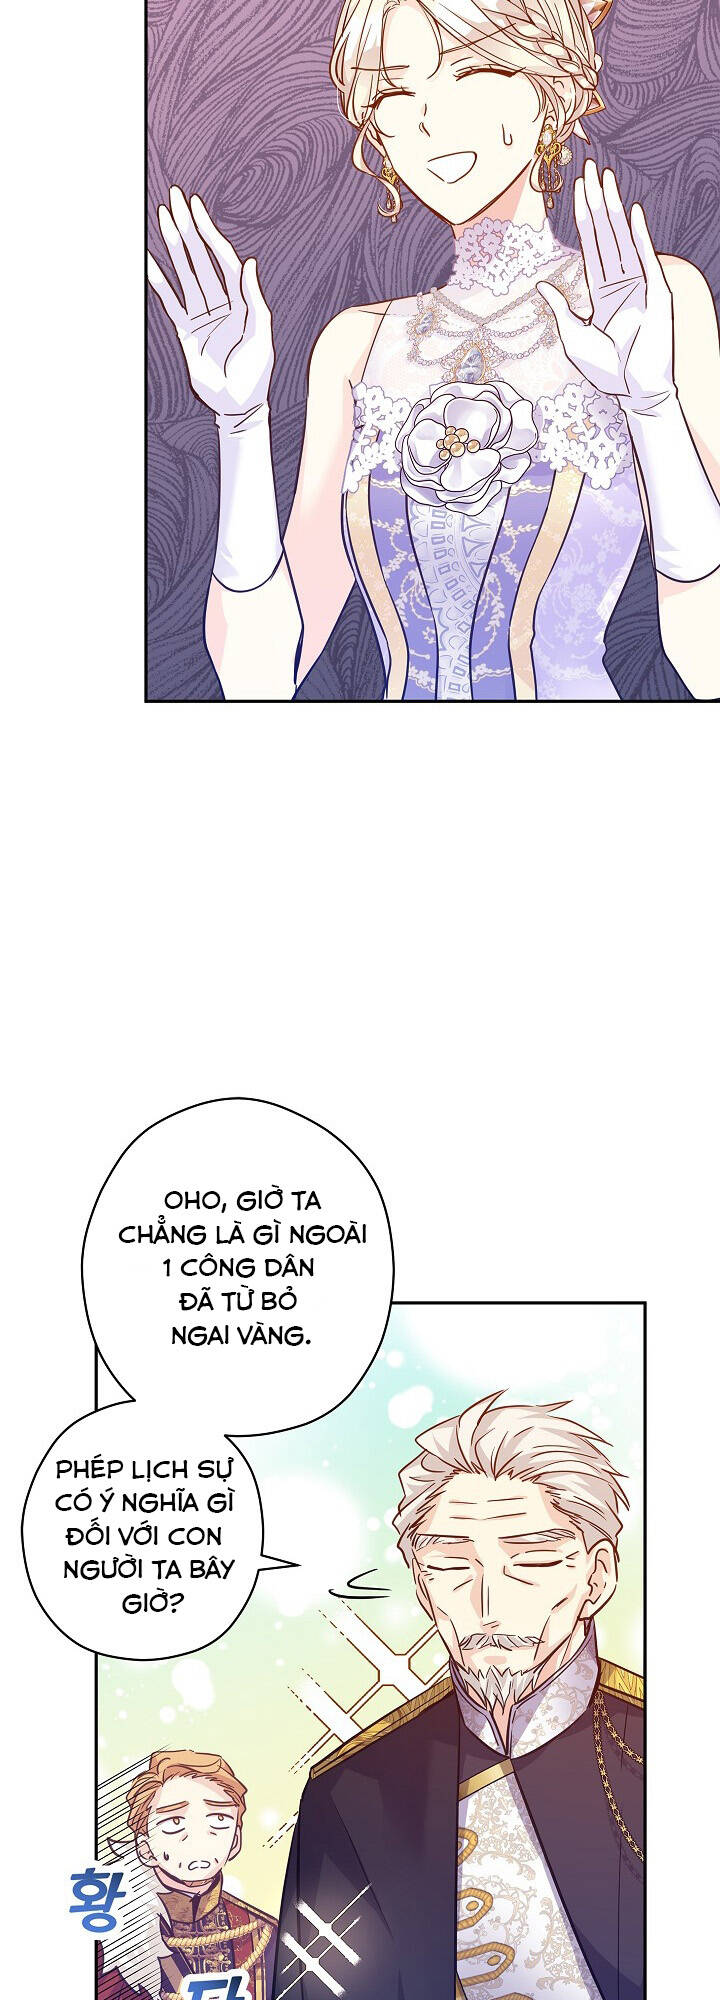 OHO, GIỜ TA
CHẲNG LÀ GÌ NGOÀI
1 CÔNG DÂN
ĐÃ TỪ BỎ
NGAI VÀNG.
PHÉP LỊCH SỰ
CÓ Ý NGHĨA GÌ
ĐỐI VỚI CON
NGƯỜI TA BÂY
GIỜ?
황